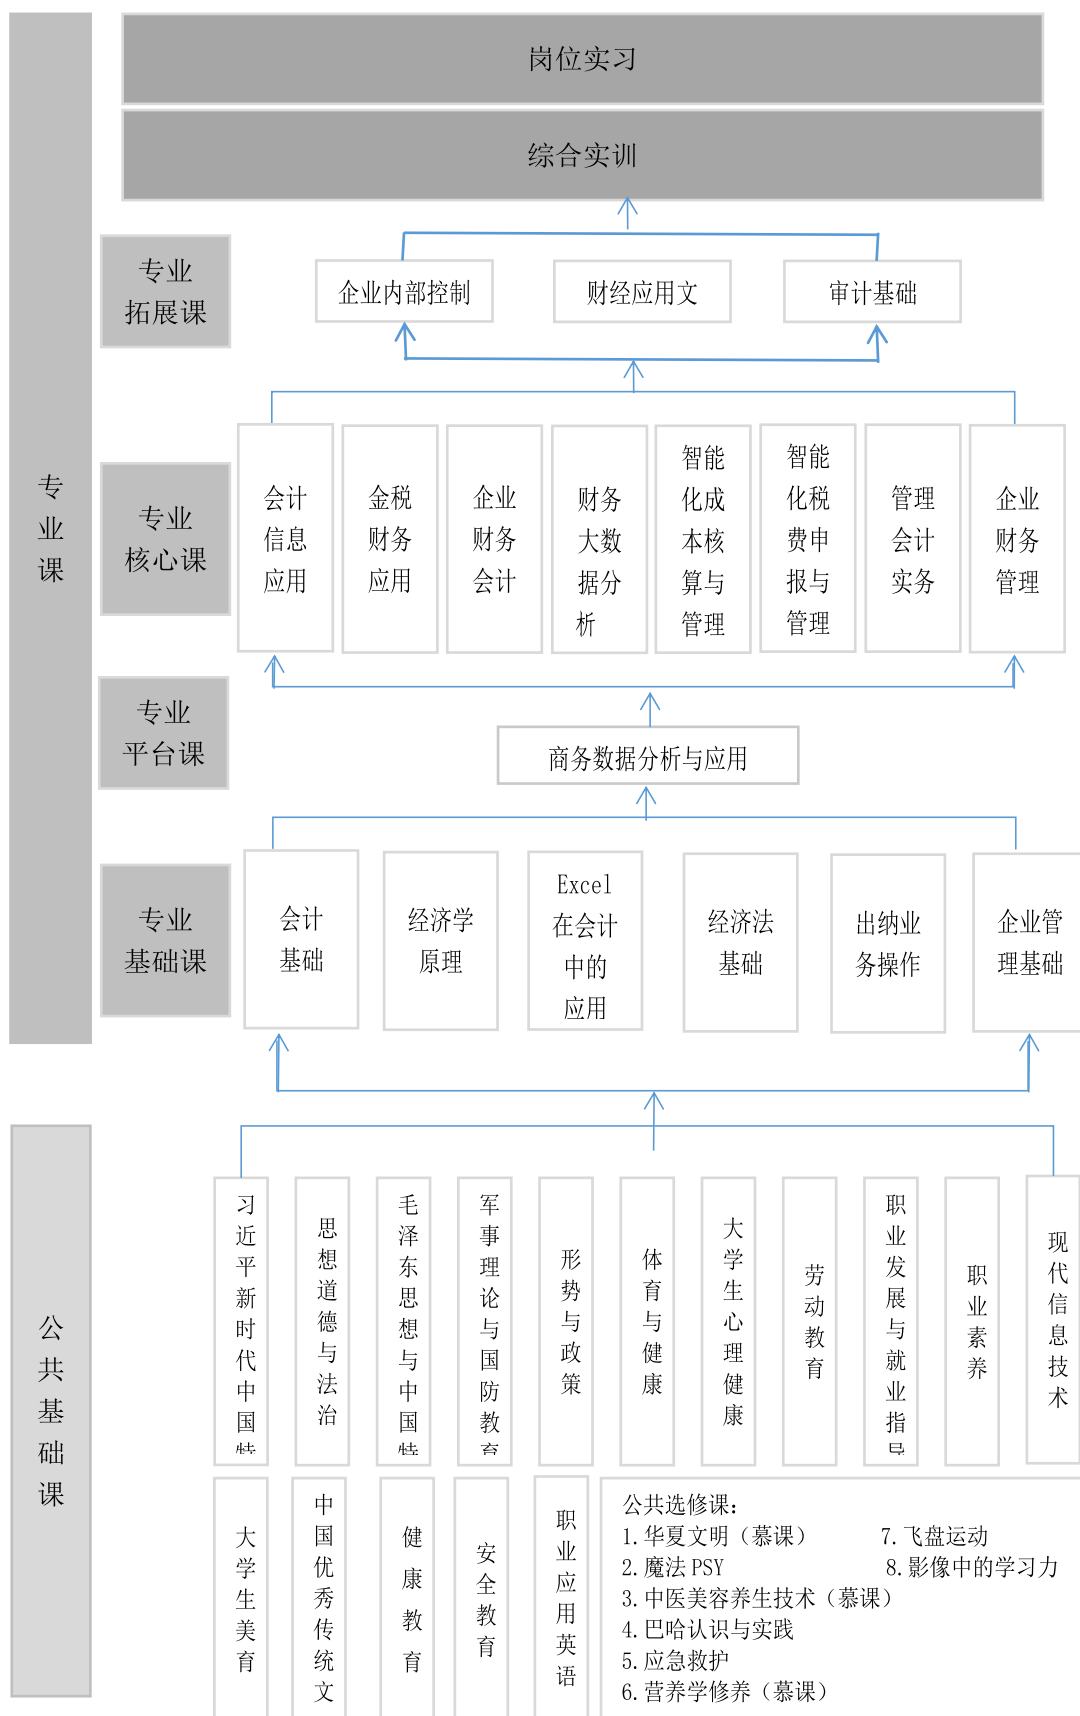 岗位实习
综合实训
专业课
专业
拓展课
企业内部控制
财经应用文
审计基础
专业
核心课
会计
信息
应用
金税
财务
应用
企业
财务
会计
财务
大数
据分
析
智能
化成
本核
算与
管理
智能
化税
费申
报与
管理
管理
会计
实务
企业
财务
管理
专业
平台课
商务数据分析与应用
专业
基础课
会计
基础
经济学
原理
Excel
在会计
中的
应用
经济法
基础
出纳业
务操作
企业管
理基础
公共基础课
习近平新时代中国特
思想道德与法治
毛泽东思想与中国特
军事理论与国防教育
形势与政策
体育与健康
大学生心理健康
劳动教育
职业发展与就业指导
职业素养
现代信息技术
大学生美育
中国优秀传统文
健康教育
安全教育
职业应用英语
公共选修课:
1.华夏文明（慕课） 7.飞盘运动
2.魔法 PSY 8.影像中的学习力
3.中医美容养生技术（慕课）
4.巴哈认识与实践
5.应急救护
6.营养学修养（慕课）